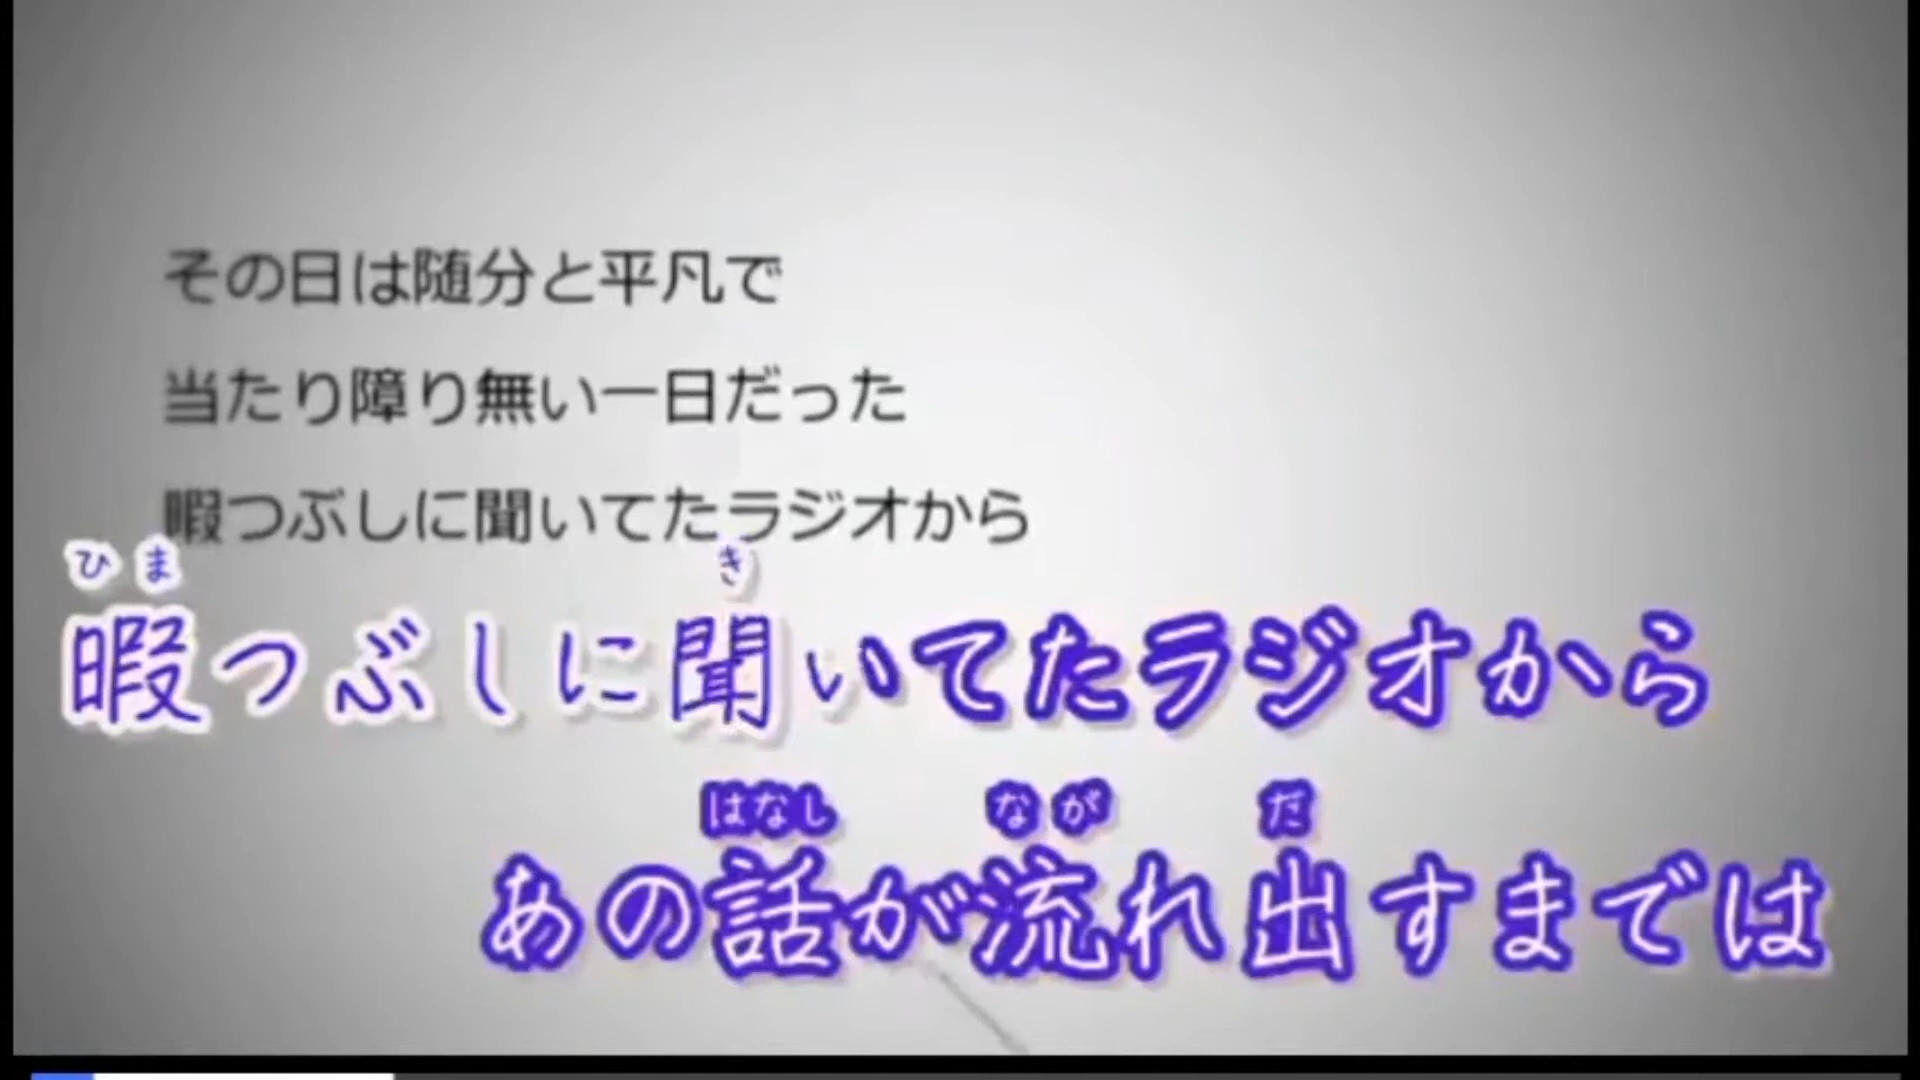 その日は随分と平凡で
当たり障り無い一日だった
暇つぶしに聞いてたラジオから
ひま き
暇つぶしに聞いてたラジオから
はなし なが だ
あの話が流れ出すまでは